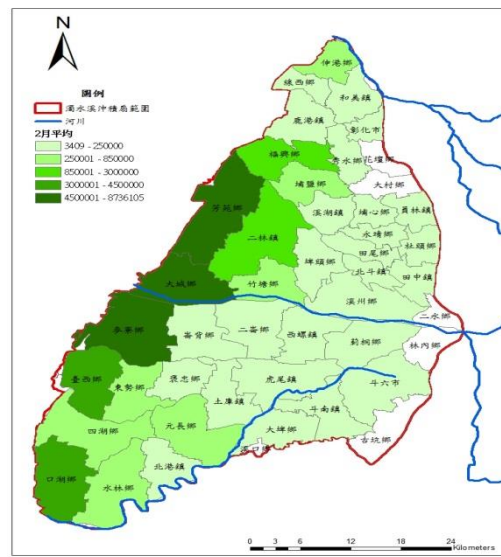 N
圖例
濁水溪沖積扇範圍
河川
2月平均
3409 - 250000
250001 - 850000
850001 - 3000000
3000001 - 4500000
4500001 - 8736105
伸港鄉
線西鄉
和美鎮
鹿港鎮
彰化市
福興鄉
秀水鄉
花壇鄉
埔鹽鄉
大村鄉
芳苑鄉
溪湖鎮
埔心鄉
員林鎮
二林鎮
永靖鄉
社頭鄉
埤頭鄉
田尾鄉
北斗鎮
田中鎮
大城鄉
竹塘鄉
溪州鄉
二水鄉
麥寮鄉
崙背鄉
二崙鄉
西螺鎮
莿桐鄉
林內鄉
臺西鄉
東勢鄉
褒忠鄉
虎尾鎮
斗六市
土庫鎮
斗南鎮
四湖鄉
元長鄉
大埤鄉
古坑鄉
北港鎮
溪口鄉
口湖鄉
水林鄉
0 3 6 12 18 24
Kilometers